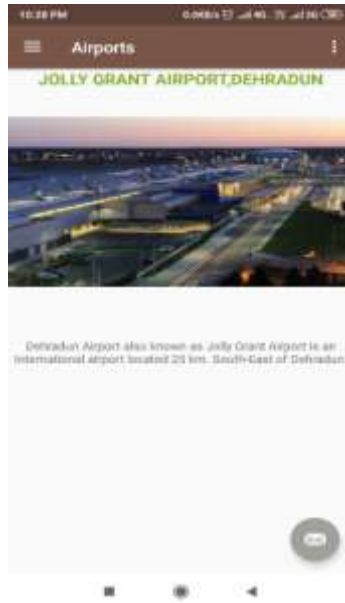 10:38 PM
Airports
JOLLY GRANT AIRPORT,DEHRADUN
Dehradun Airport also known as Jolly Grant Airport is an
International airport located 25 km. South-East of Dehradun